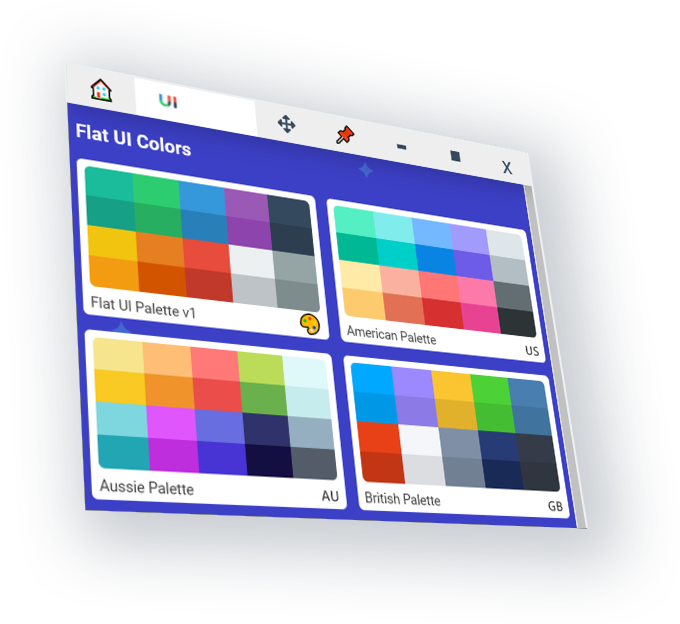 UI
X
Flat UI Colors
Flat UI Palette v1
American Palette
US
Aussie Palette
AU
British Palette
GB